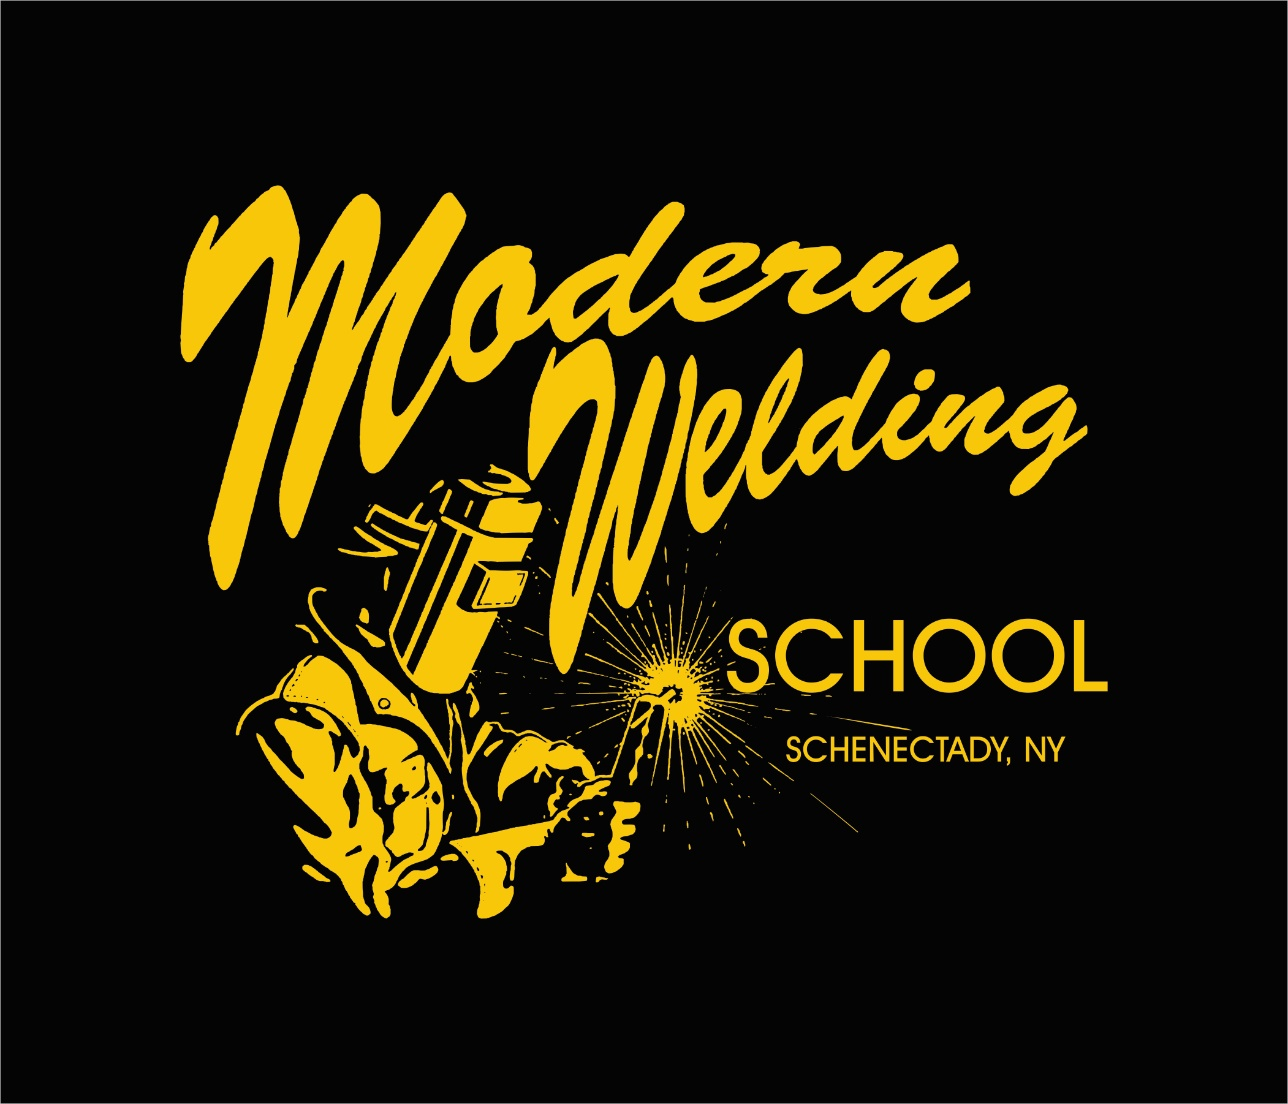 Modern
Welding
SCHOOL
SCHENECTADY, NY